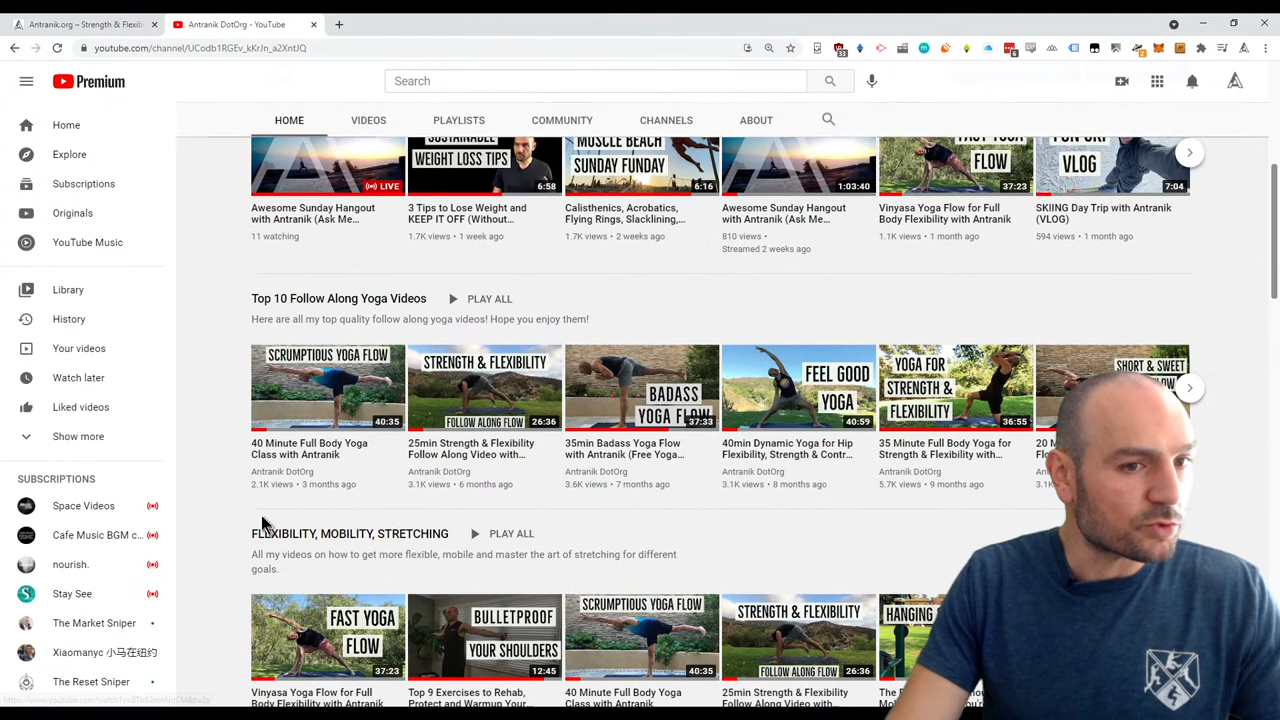 Antranik.org – Strength & Flexibi
Antranik DotOrg - YouTube
youtube.com/channel/UCodb1RGEv_kKrJn_a2XntJQ
Premium
Search
HOME
VIDEOS
PLAYLISTS
COMMUNITY
CHANNELS
ABOUT
Home
Explore
Subscriptions
Originals
YouTube Music
Library
History
Your videos
Watch later
Liked videos
Show more
SUBSCRIPTIONS
Space Videos
Cafe Music BGM c...
nourish.
Stay See
The Market Sniper
Xiaomanyc 小马在纽约
The Reset Sniper
LIVE
SUSTAINABLE
WEIGHT LOSS TIPS
6:58
MUSCLE BEACH
SUNDAY FUNDAY
6:16
1:03:40
FAST YOGA
FLOW
37:23
VLOG
7:04
Awesome Sunday Hangout
with Antranik (Ask Me...
11 watching
3 Tips to Lose Weight and
KEEP IT OFF (Without...
1.7K views • 1 week ago
Calisthenics, Acrobatics,
Flying Rings, Slacklining,...
1.7K views • 2 weeks ago
Awesome Sunday Hangout
with Antranik (Ask Me...
810 views •
Streamed 2 weeks ago
Vinyasa Yoga Flow for Full
Body Flexibility with Antranik
1.1K views • 1 month ago
SKIING Day Trip with Antranik
(VLOG)
594 views • 1 month ago
Top 10 Follow Along Yoga Videos
PLAY ALL
Here are all my top quality follow along yoga videos! Hope you enjoy them!
SCRUMPTIOUS YOGA FLOW
40:35
STRENGTH & FLEXIBILITY
FOLLOW ALONG FLOW
26:36
BADASS
YOGA FLOW
37:33
FEEL GOOD
YOGA
40:59
YOGA FOR
STRENGTH &
FLEXIBILITY
36:55
SHORT & SWEET
40 Minute Full Body Yoga
Class with Antranik
Antranik DotOrg
2.1K views • 3 months ago
25min Strength & Flexibility
Follow Along Video with...
Antranik DotOrg
3.1K views • 6 months ago
35min Badass Yoga Flow
with Antranik (Free Yoga...
Antranik DotOrg
3.6K views • 7 months ago
40min Dynamic Yoga for Hip
Flexibility, Strength & Contr...
Antranik DotOrg
3.1K views • 8 months ago
35 Minute Full Body Yoga for
Strength & Flexibility with...
Antranik DotOrg
5.7K views • 9 months ago
20
Antra
3.1K
FLEXIBILITY, MOBILITY, STRETCHING
PLAY ALL
All my videos on how to get more flexible, mobile and master the art of stretching for different
goals.
FAST YOGA
FLOW
37:23
BULLETPROOF
YOUR SHOULDERS
12:45
SCRUMPTIOUS YOGA FLOW
40:35
STRENGTH & FLEXIBILITY
FOLLOW ALONG FLOW
26:36
HANGING
Vinyasa Yoga Flow for Full
Body Flexibility with Antranik
Top 9 Exercises to Rehab,
Protect and Warmup Your...
40 Minute Full Body Yoga
Class with Antranik
25min Strength & Flexibility
Follow Along Video with...